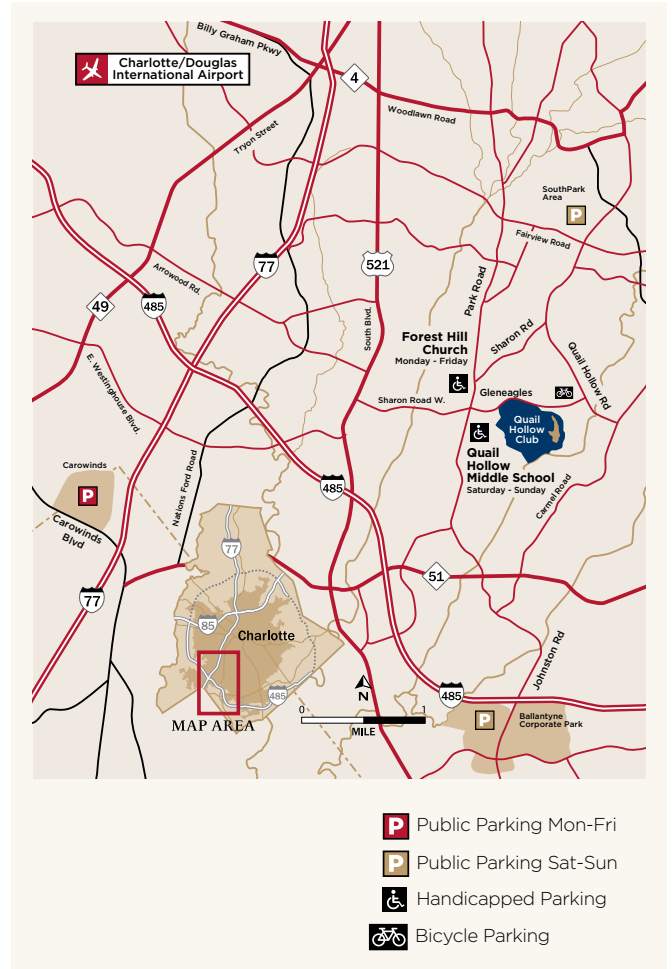 Billy Graham Pkwy
Charlotte/Douglas
International Airport
4
Woodlawn Road
Tryon Street
SouthPark
Area
P
Fairview Road
77
521
Arrowood Rd.
485
49
Park Road
South Blvd.
Sharon Rd
Forest Hill
Church
Monday - Friday
Quail Hollow Rd
E. Westinghouse Blvd.
Gleneagles
Sharon Road W.
Quail
Hollow
Club
Quail
Hollow
Middle School
Saturday - Sunday
Carowinds
P
Nations Ford Road
485
Carmel Road
Carowinds
Blvd
77
51
77
85
Charlotte
485
Johnston Rd
N
485
0
1
MILE
MAP AREA
P
Ballantyne
Corporate Park
P Public Parking Mon-Fri
P Public Parking Sat-Sun
Handicapped Parking
Bicycle Parking